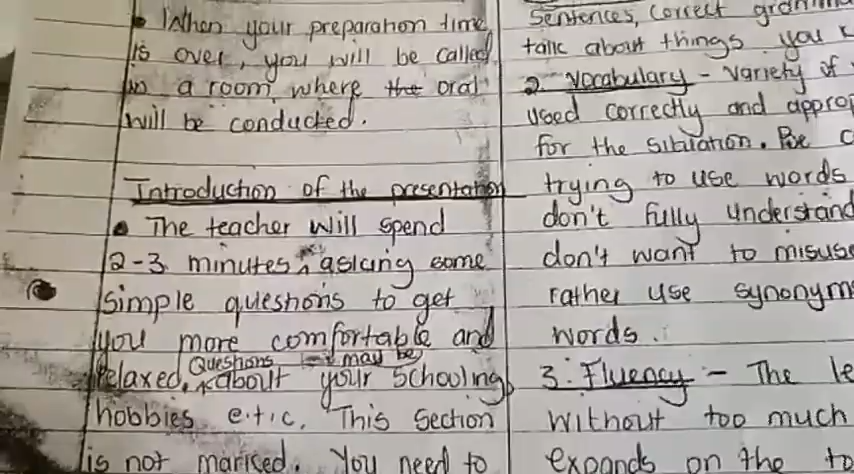 • When your preparation time
is over, you will be called
in a room, where the oral
will be conducted.
Introduction of the presentation
• The teacher will spend
2-3 minutes asking some
simple questions to get
you more comfortable and
Questions may be
relaxed. about your schooling,
hobbies e.t.c. This section
is not marked. You need to
sentences, correct
talk about things you
2. Vocabulary - Variety of
used correctly and
for the situation.
trying to use words
don't fully understand
don't want to misuse
rather use
words.
3. Fluency - The
without too much
expands on the